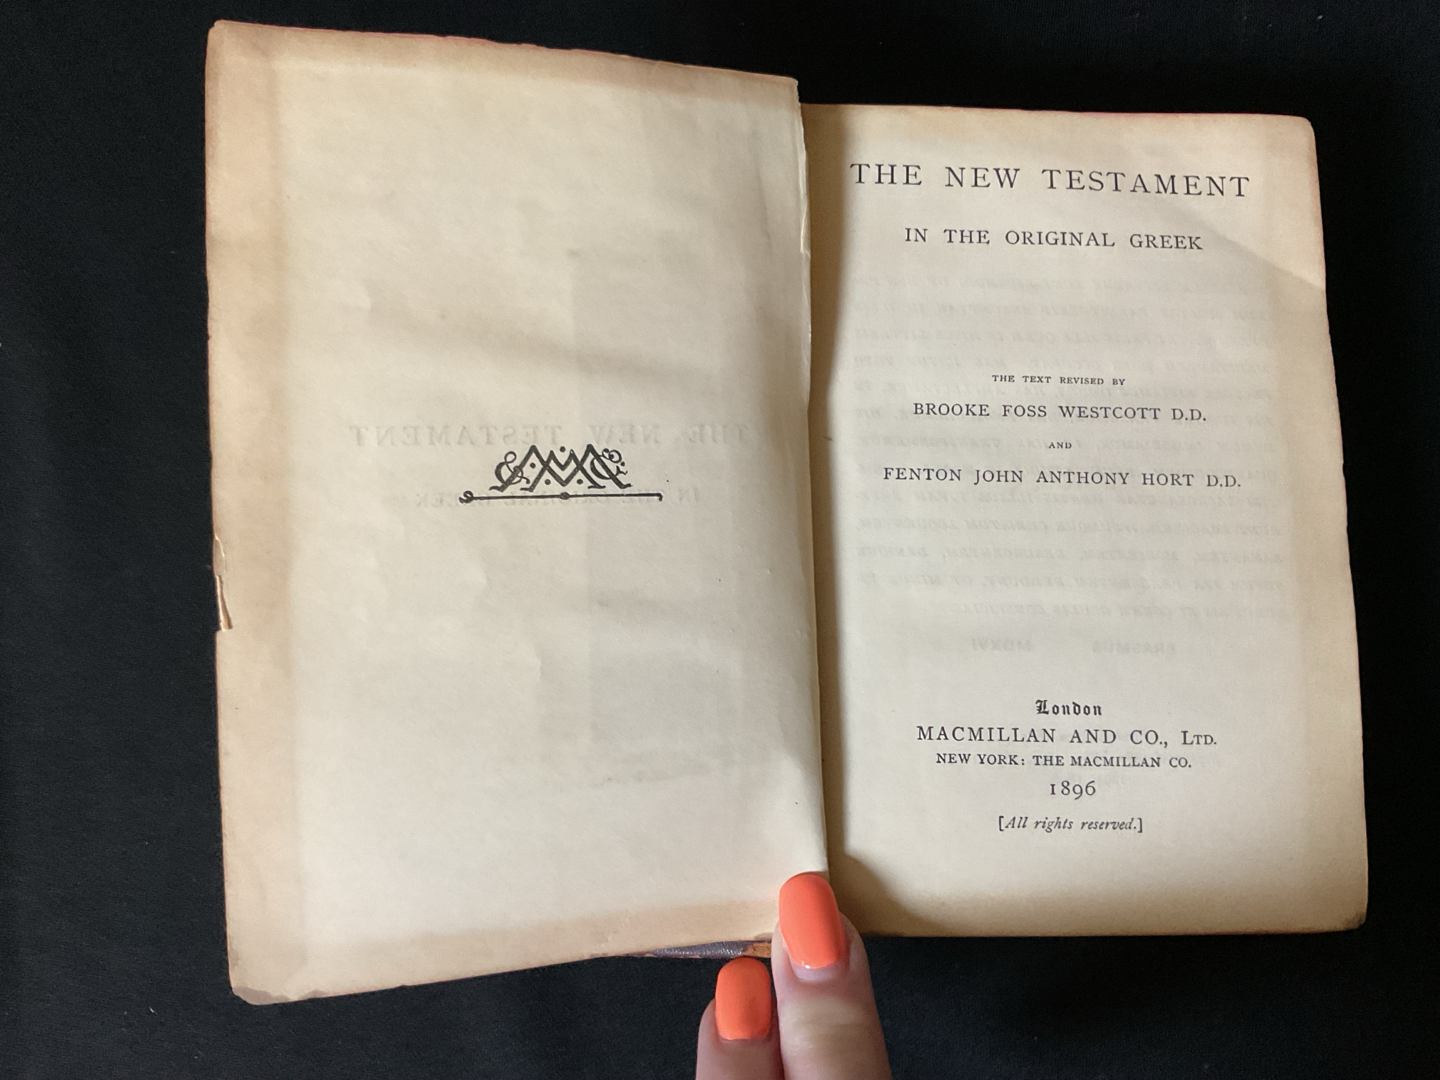 THE NEW TESTAMENT
IN THE ORIGINAL GREEK
THE TEXT REVISED BY
BROOKE FOSS WESTCOTT D.D.
AND
FENTON JOHN ANTHONY HORT D.D.
London
MACMILLAN AND CO., LTD.
NEW YORK: THE MACMILLAN CO.
1896
[All rights reserved.]